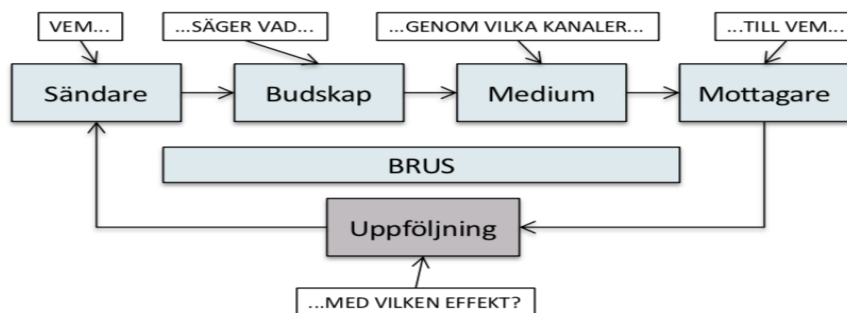 VEM...
...SÄGER VAD...
...GENOM VILKA KANALER...
...TILL VEM...
Sändare
Budskap
Medium
Mottagare
BRUS
Uppföljning
...MED VILKEN EFFEKT?